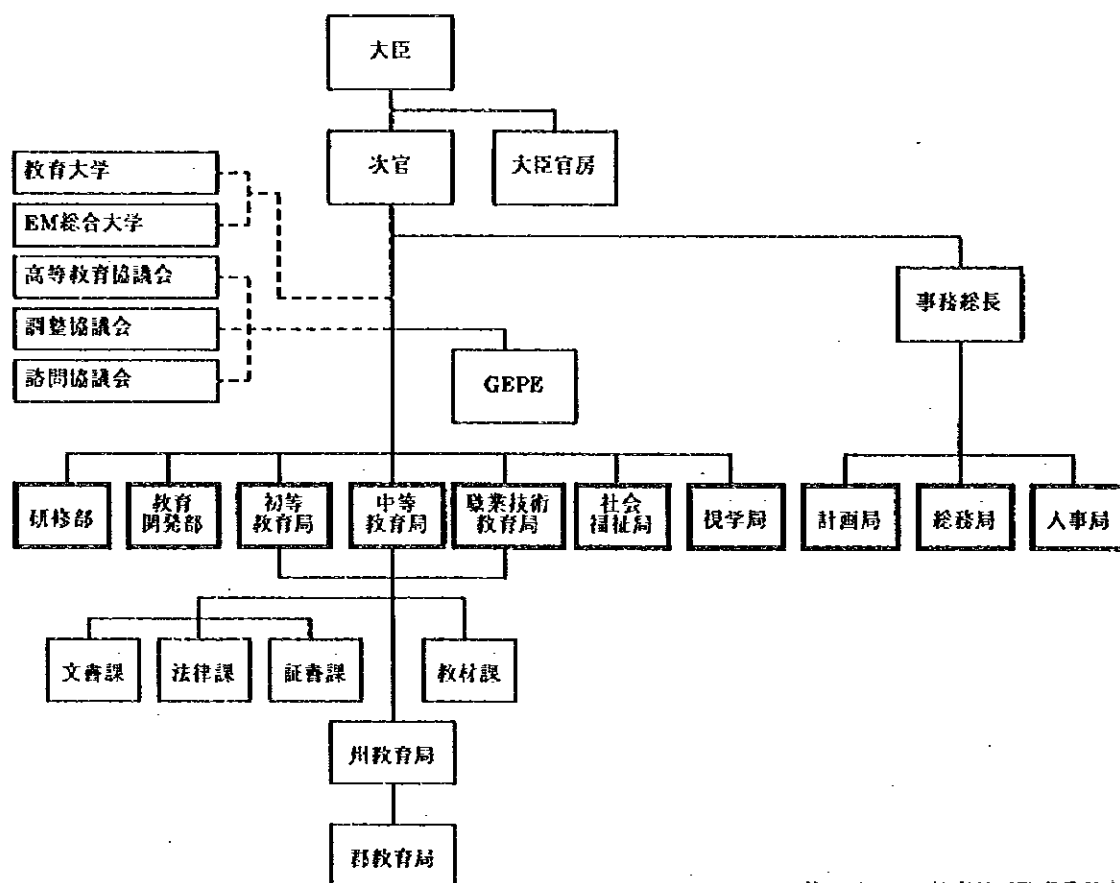 大臣
次官
大臣官房
教育大学
EM総合大学
高等教育協議会
調整協議会
諮問協議会
事務総長
GEPE
研修部
教育
開発部
初等
教育局
中等
教育局
職業技術
教育局
社会
福祉局
視学局
計画局
総務局
人事局
文書課
法律課
証書課
教材課
州教育局
郡教育局